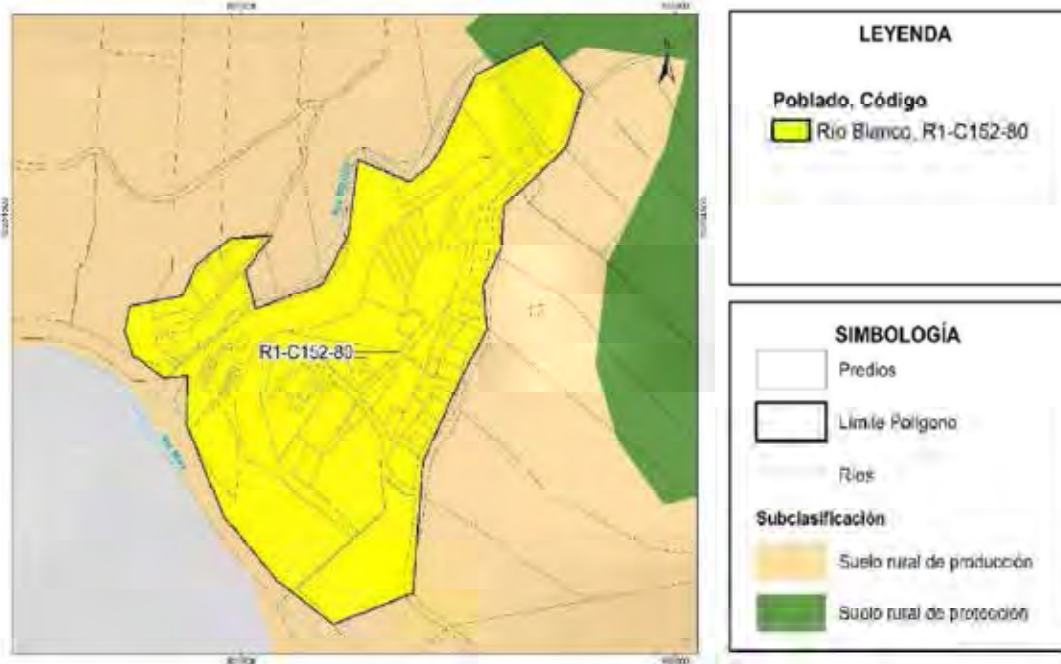 N
R1-C152-80
LEYENDA
Poblado, Código
Río Blanco, R1-C152-80
SIMBOLOGÍA
Predios
Límite Polígono
Ríos
Subclasificación
Suelo rural de producción
Suelo rural de protección